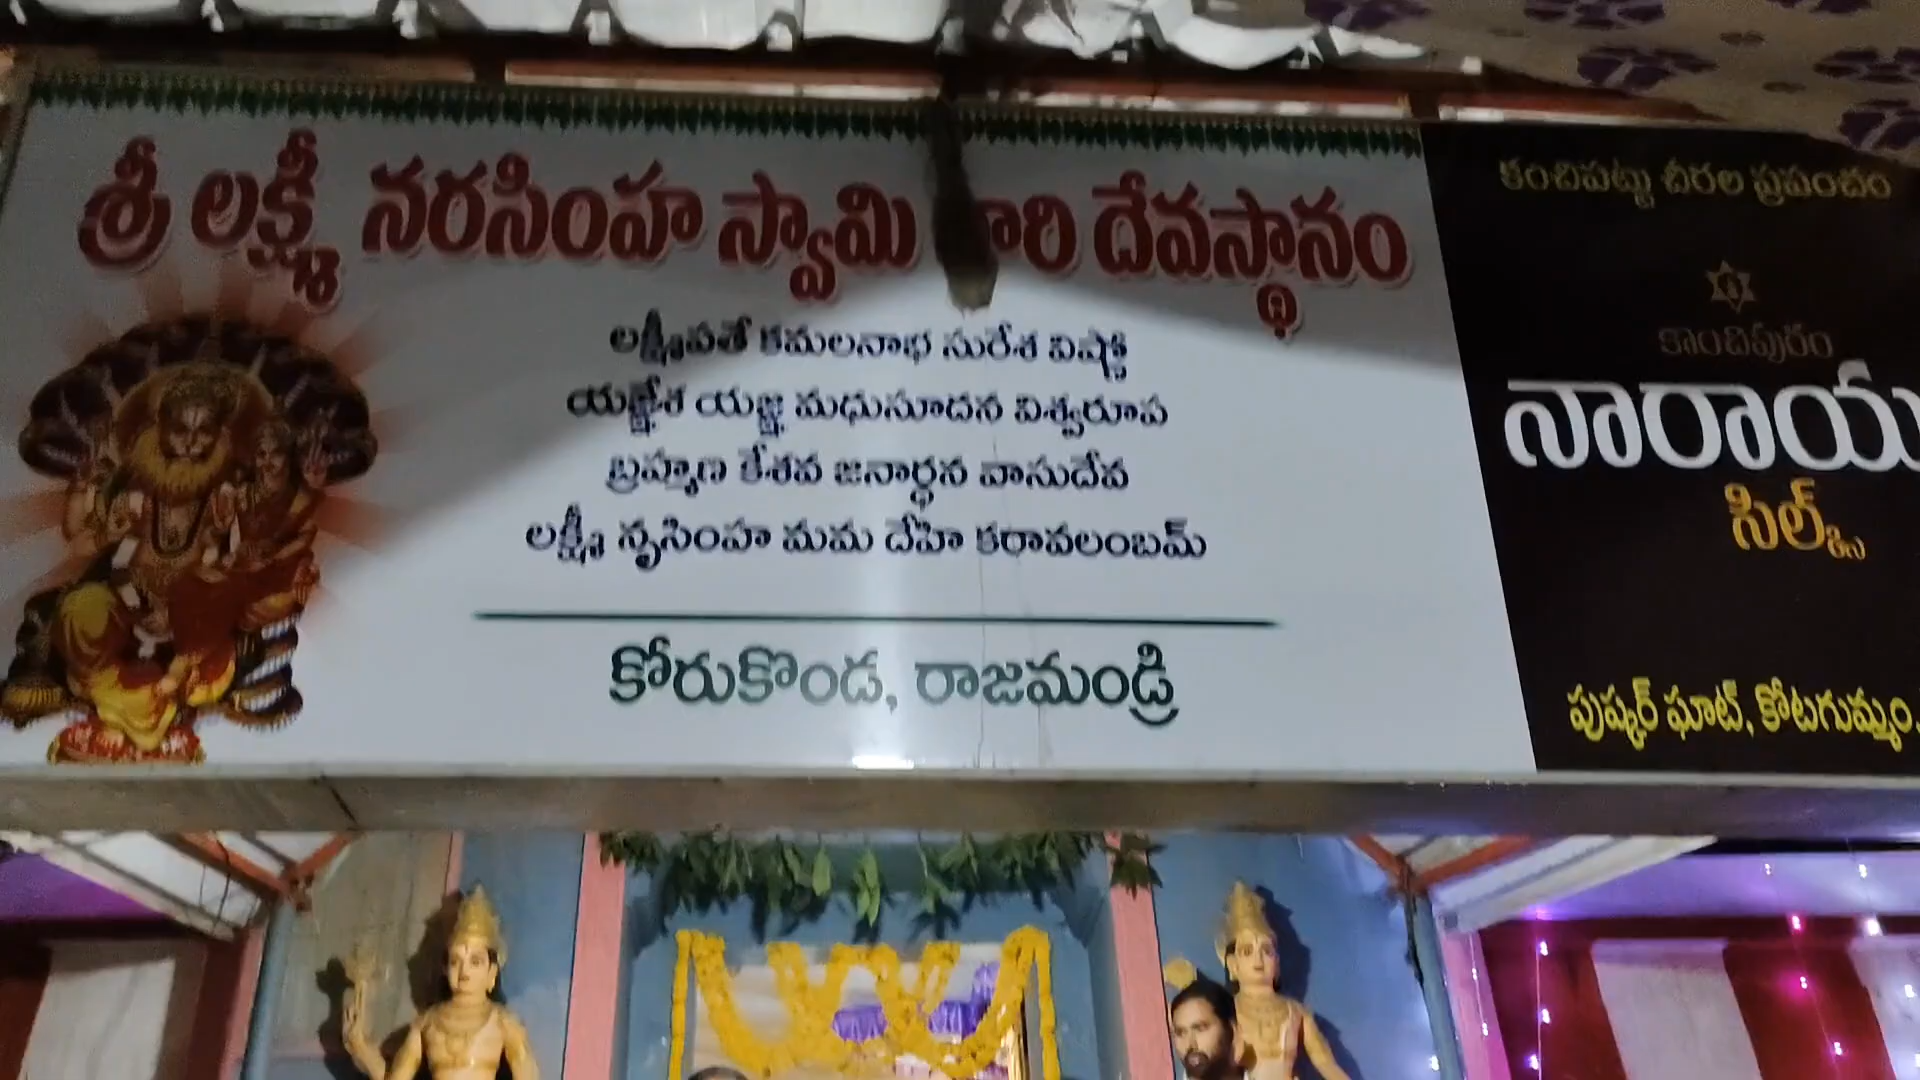 శ్రీ లక్ష్మీ నరసింహ స్వామి వారి దేవస్థానం
లక్ష్మీపతే కమలనాభ సురేశ విష్ణో
యజ్ఞేశ యజ్ఞ మధుసూదన విశ్వరూప
బ్రహ్మణ కేశవ జనార్ధన వాసుదేవ
లక్ష్మీ నృసింహ మమ దేహి కరావలంబమ్
కోరుకొండ, రాజమండ్రి
కంచిపట్టు చీరల ప్రపంచం
కాంచిపురం
నారాయ
సిల్క్స్
పుష్కర్ ఘాట్, కోటగుమ్మం.